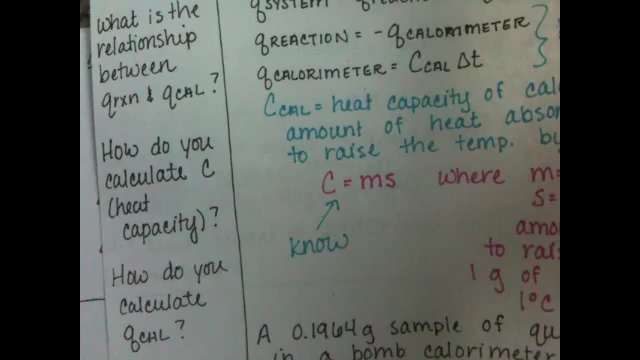 What is the
relationship
between
qrxn & qCAL?
How do you
calculate C
(heat
capacity)?
How do you
calculate
qCAL?
qSYSTEM
qREACTION = -qCALORIMETER
qCALORIMETER = CCAL Δt
CCAL = heat capacity of
amount of heat
to raise the temp.
C = ms where m=
know
s=
to
1 g of
1°C
A 0.1964g sample of
in a bomb calorimeter